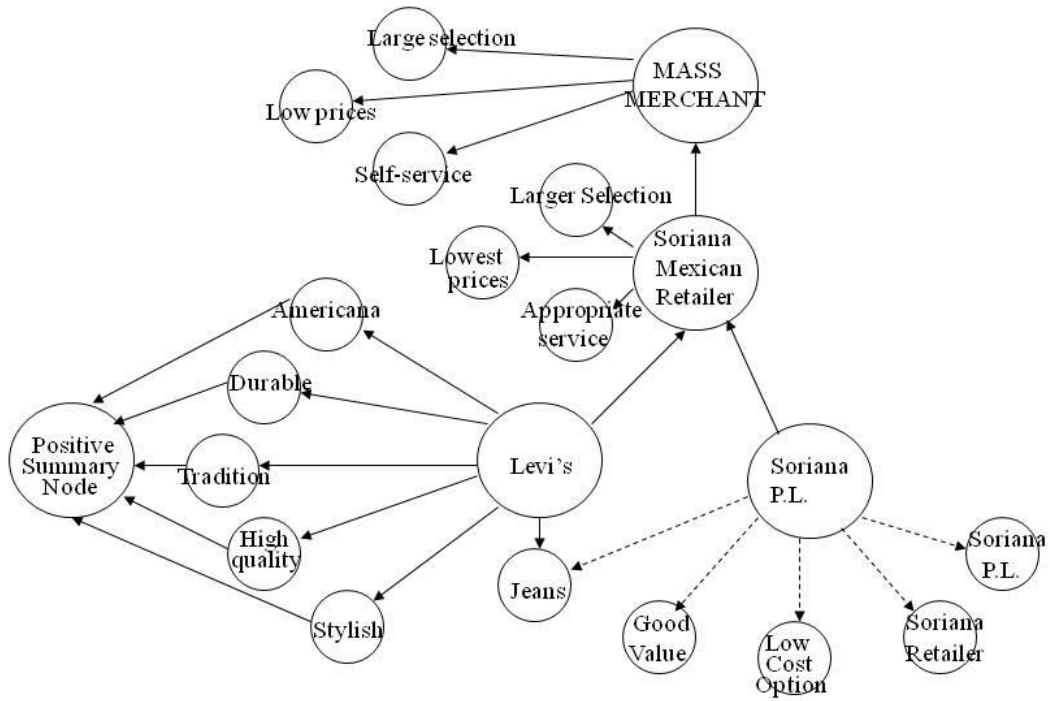 Large selection
MASS
MERCHANT
Low prices
Self-service
Larger Selection
Soriana
Mexican
Retailer
Lowest
prices
Appropriate
service
Americana
Durable
Positive
Summary
Node
Tradition
Levi's
Soriana
P.L.
High
quality
Jeans
Stylish
Good
Value
Low
Cost
Option
Soriana
Retailer
Soriana
P.L.